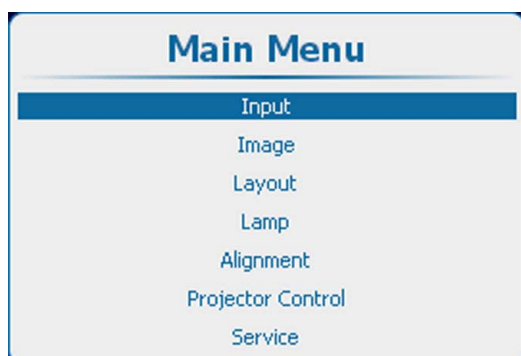 Main Menu
Input
Image
Layout
Lamp
Alignment
Projector Control
Service